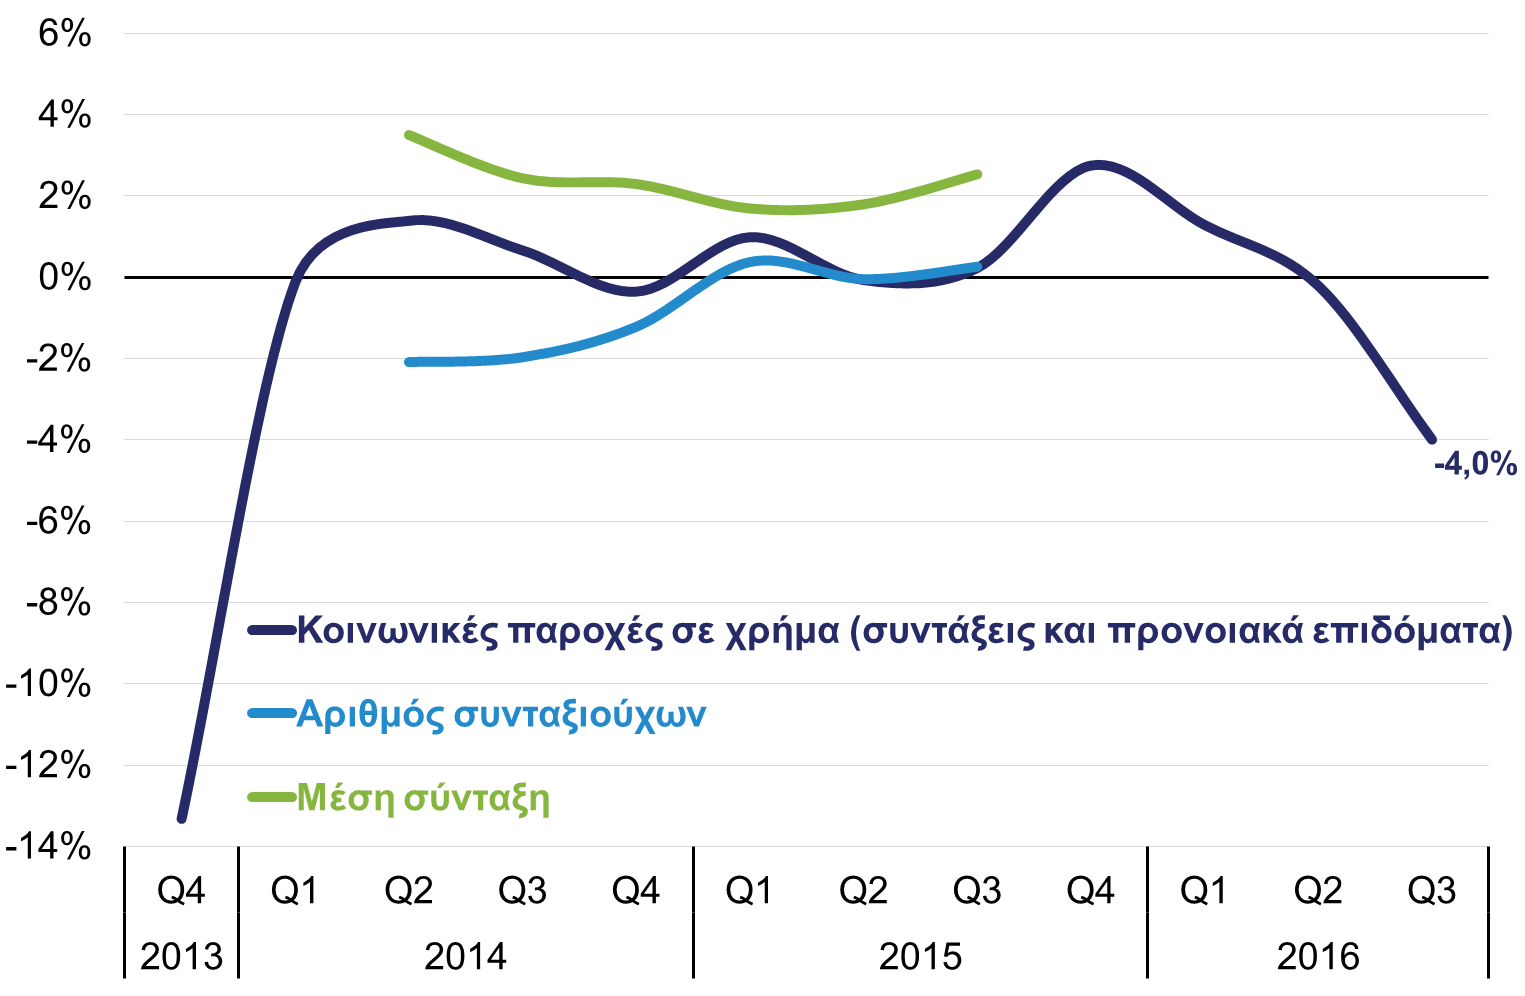 6%
4%
2%
0%
-2%
-4%
-4,0%
-6%
-8%
Κοινωνικές παροχές σε χρήμα (συντάξεις και προνοιακά επιδόματα)
-10%
Αριθμός συνταξιούχων
-12%
Μέση σύνταξη
-14%
Q4 Q1 Q2 Q3 Q4 Q1 Q2 Q3 Q4 Q1 Q2 Q3
2013 2014 2015 2016